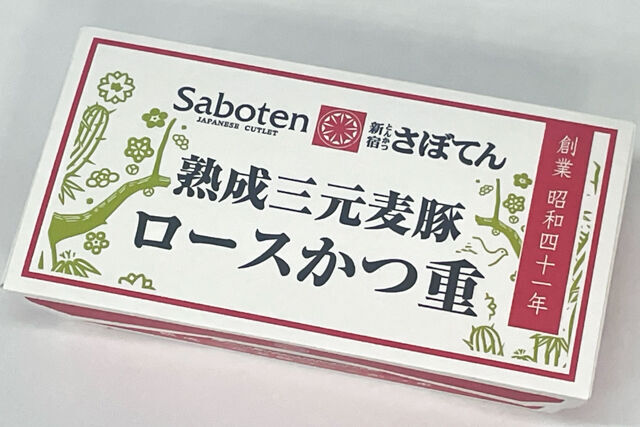 Saboten
JAPANESE CUTLET
とんかつ
新宿
さぼてん
熟成三元麦豚
ロースかつ重
創業 昭和四十一年